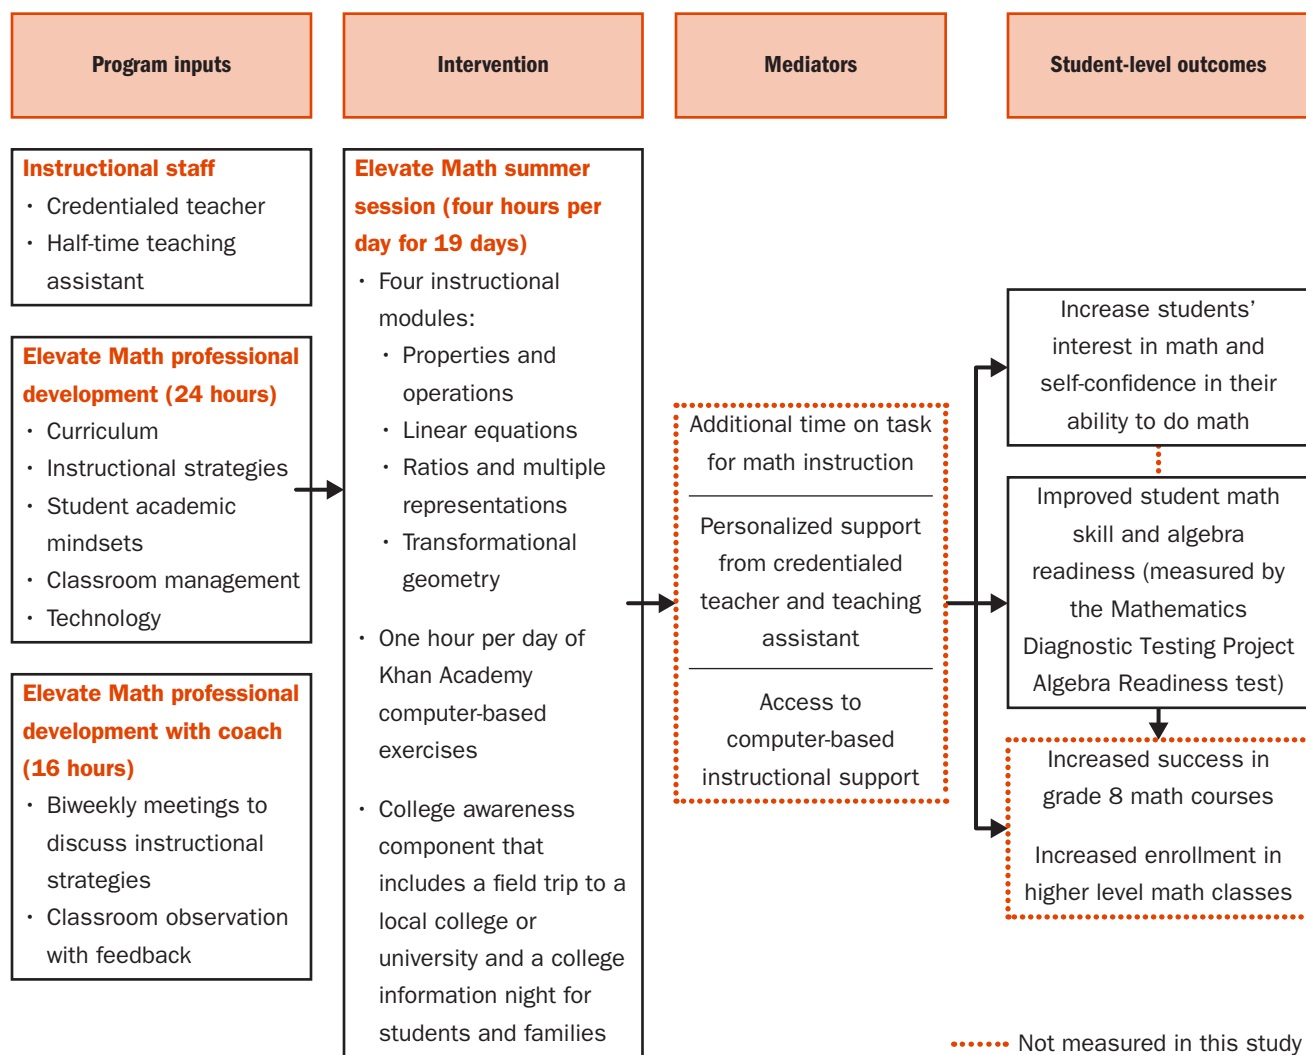 Program inputs
Intervention
Mediators
Student-level outcomes
Instructional staff
· Credentialed teacher
· Half-time teaching
assistant
Elevate Math professional
development (24 hours)
· Curriculum
· Instructional strategies
· Student academic
mindsets
· Classroom management
· Technology
Elevate Math professional
development with coach
(16 hours)
· Biweekly meetings to
discuss instructional
strategies
· Classroom observation
with feedback
Elevate Math summer
session (four hours per
day for 19 days)
· Four instructional
modules:
· Properties and
operations
· Linear equations
· Ratios and multiple
representations
· Transformational
geometry
· One hour per day of
Khan Academy
computer-based
exercises
· College awareness
component that
includes a field trip to a
local college or
university and a college
information night for
students and families
Additional time on task
for math instruction
Personalized support
from credentialed
teacher and teaching
assistant
Access to
computer-based
instructional support
Increase students’
interest in math and
self-confidence in their
ability to do math
Improved student math
skill and algebra
readiness (measured by
the Mathematics
Diagnostic Testing Project
Algebra Readiness test)
Increased success in
grade 8 math courses
Increased enrollment in
higher level math classes
Not measured in this study